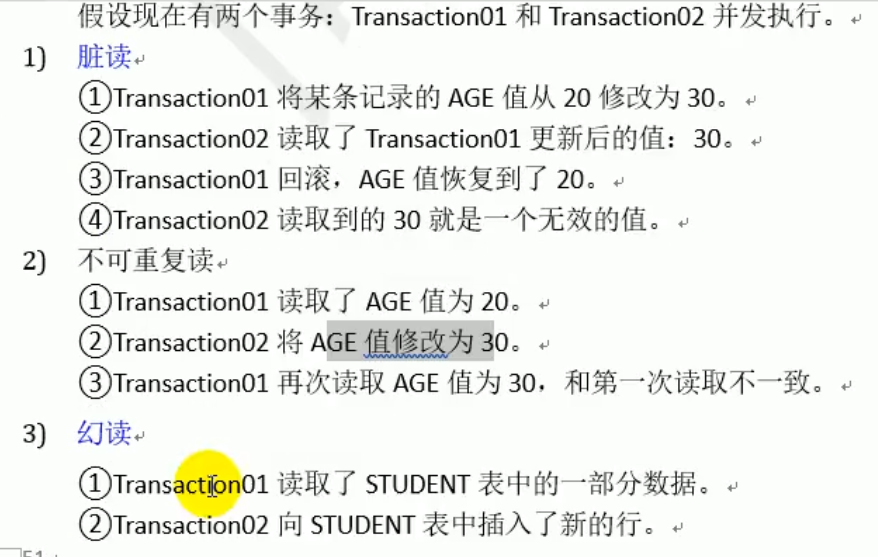 假设现在有两个事务：Transaction01 和 Transaction02 并发执行。
1) 脏读
①Transaction01 将某条记录的 AGE 值从 20 修改为 30。
②Transaction02 读取了 Transaction01 更新后的值：30。
③Transaction01 回滚，AGE 值恢复到了 20。
④Transaction02 读取到的 30 就是一个无效的值。
2) 不可重复读
①Transaction01 读取了 AGE 值为 20。
②Transaction02 将 AGE 值修改为 30。
③Transaction01 再次读取 AGE 值为 30，和第一次读取不一致。
3) 幻读
①Transaction01 读取了 STUDENT 表中的一部分数据。
②Transaction02 向 STUDENT 表中插入了新的行。